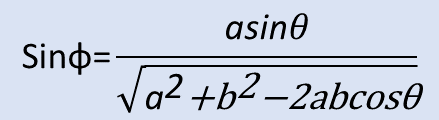 Sinϕ= asinθ / √(a²+b²−2abcosθ)